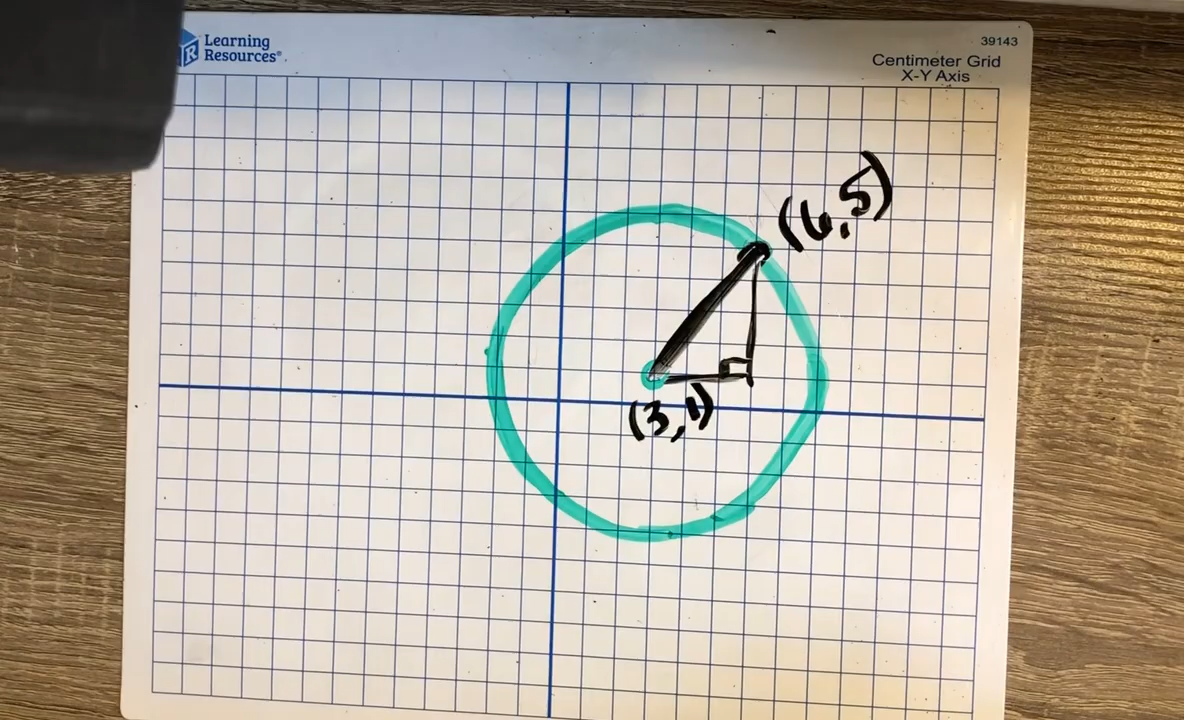 Learning
Resources®
39143
Centimeter Grid
X-Y Axis
(6,5)
(3,1)